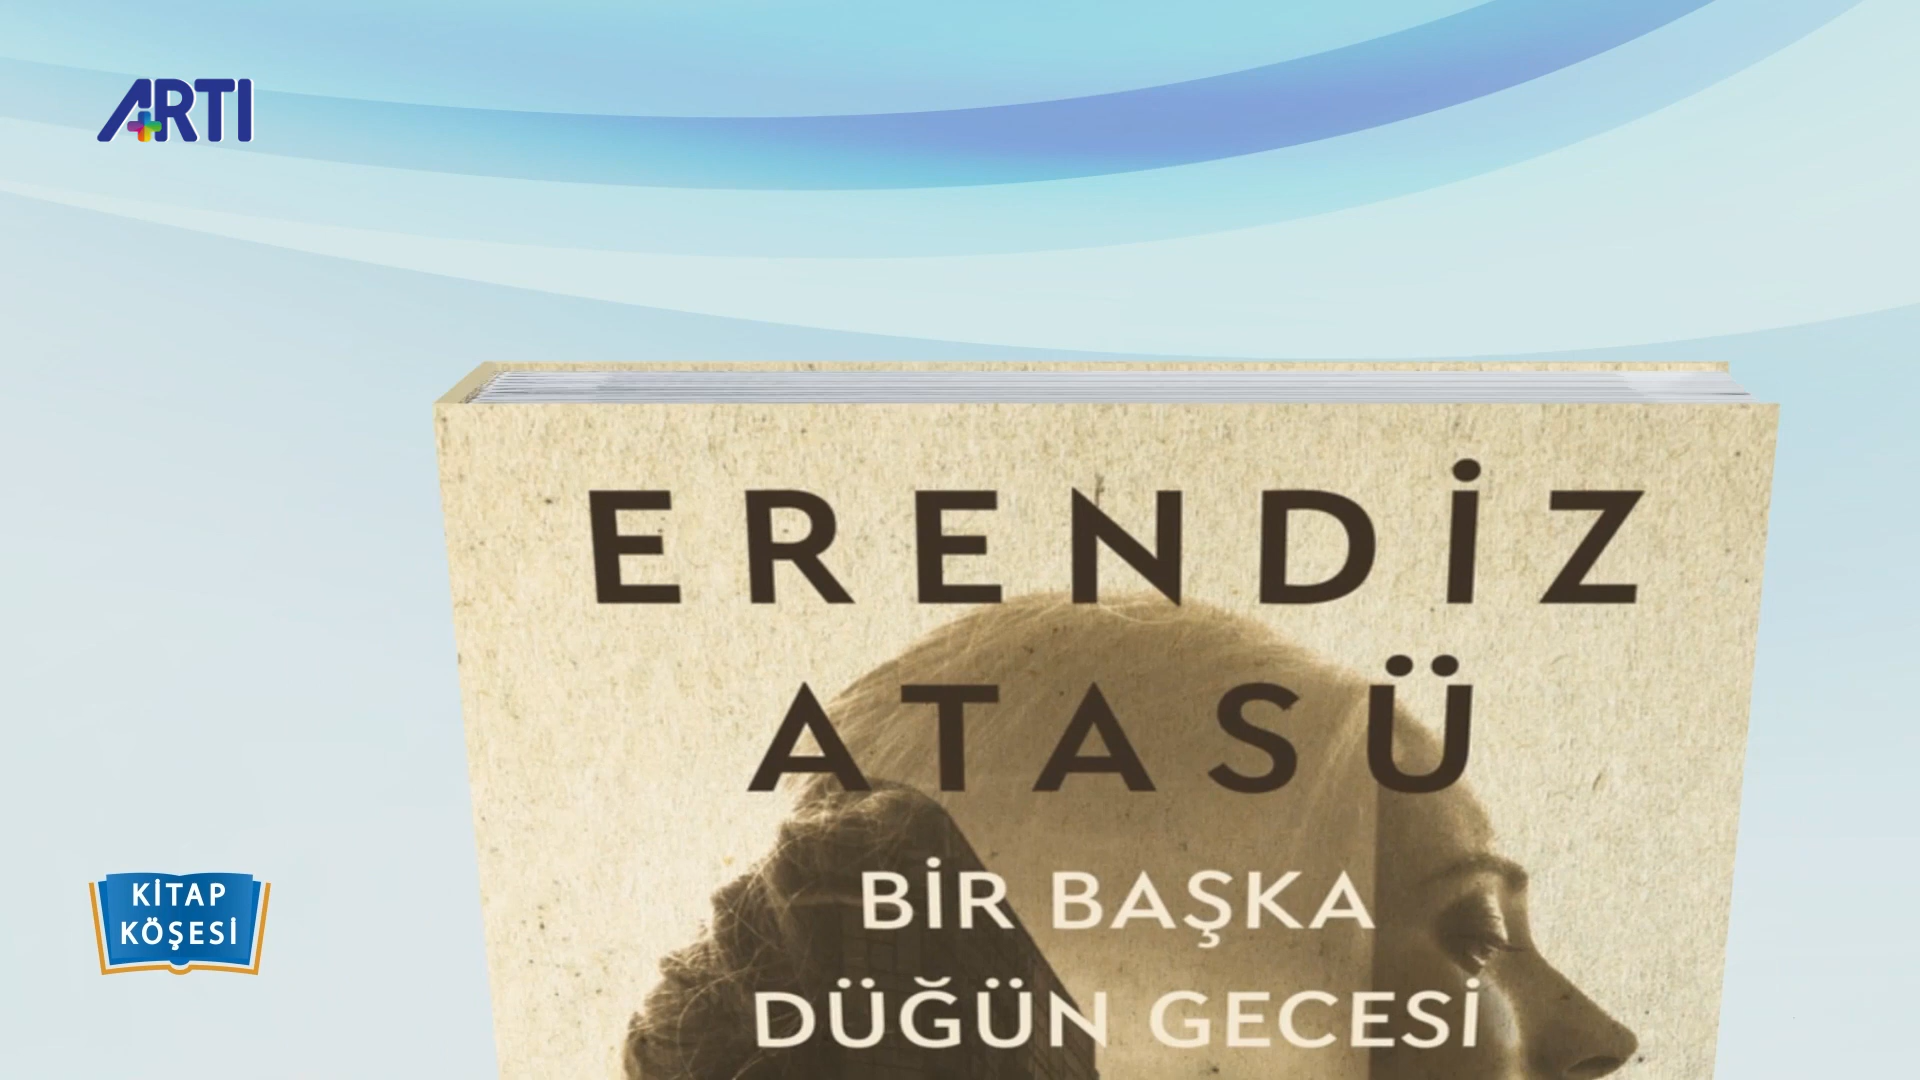 ARTI
ERENDİZ
ATASÜ
BİR BAŞKA
DÜĞÜN GECESİ
KİTAP
KÖŞESİ